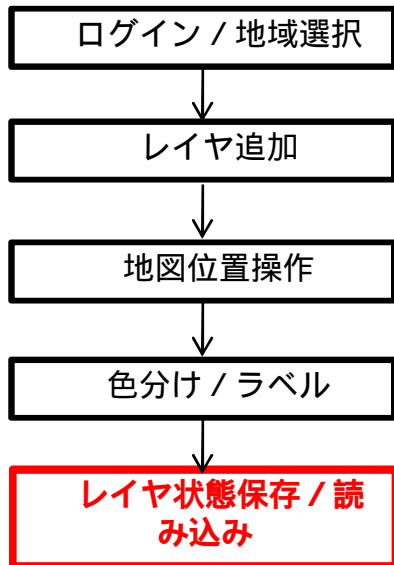 ログイン / 地域選択
レイヤ追加
地図位置操作
色分け / ラベル
レイヤ状態保存 / 読
み込み